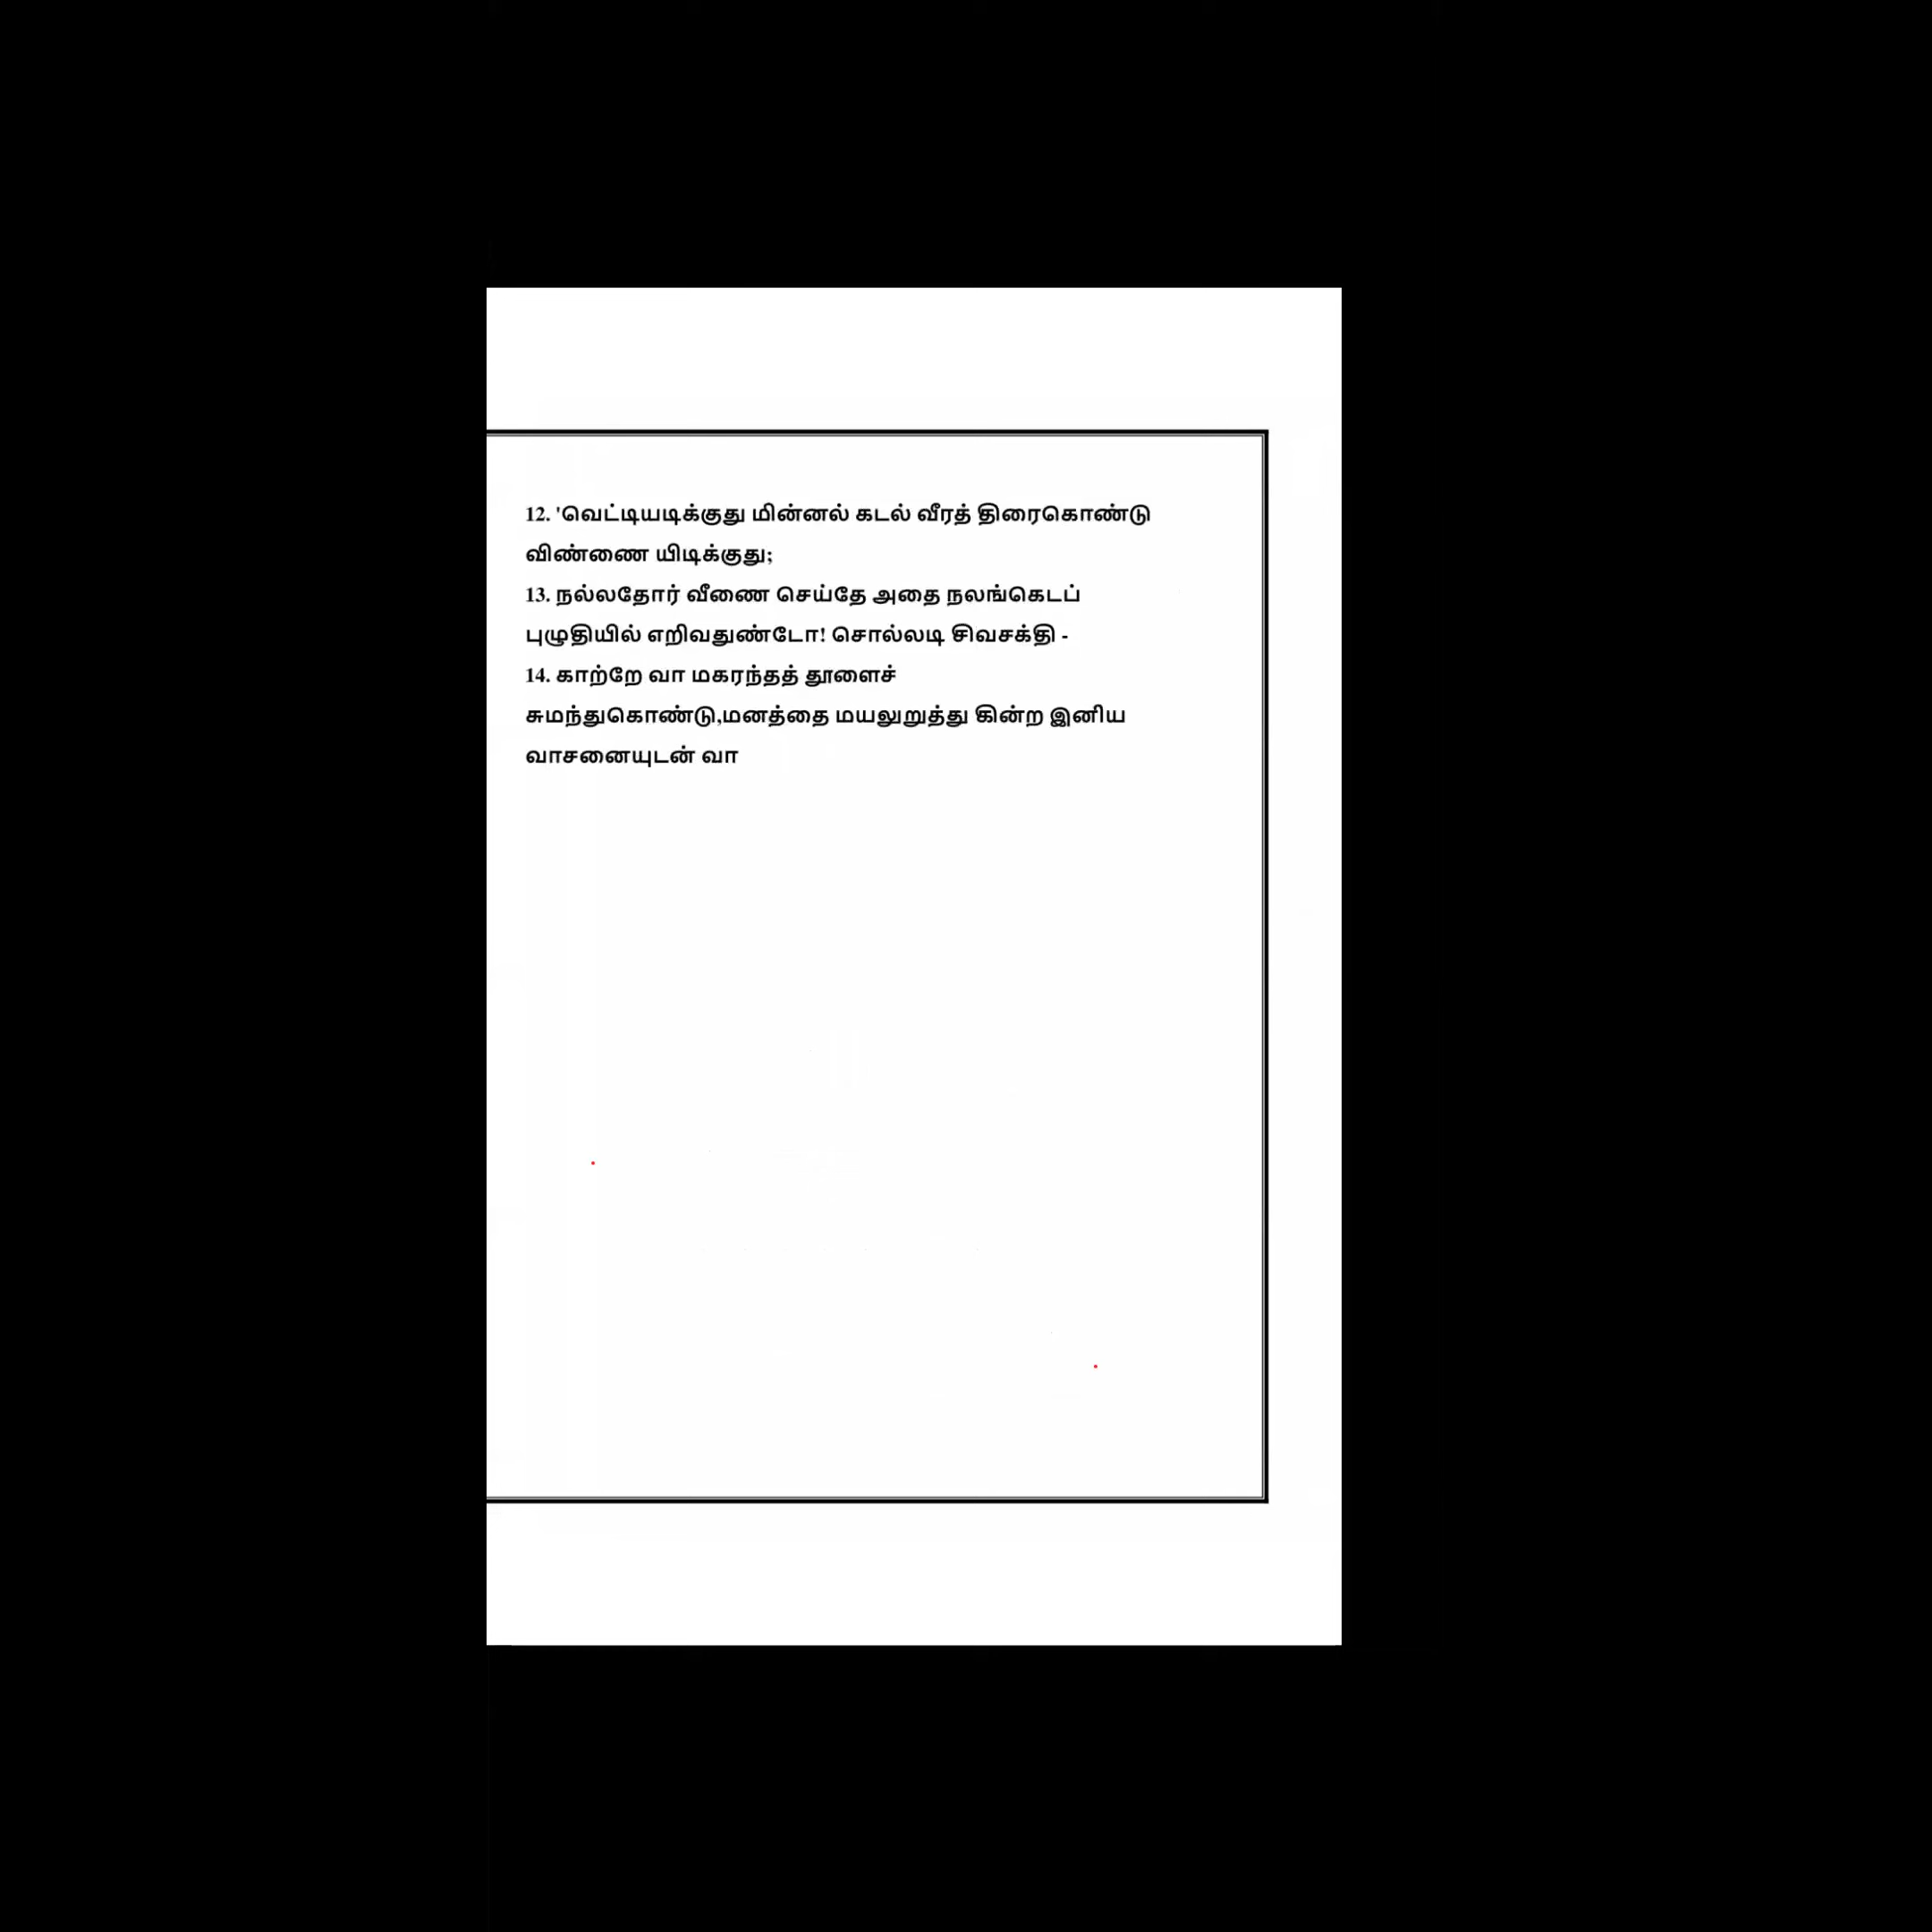 12. 'வெட்டியடிக்குது மின்னல் கடல் வீரத் திரைகொண்டு
விண்ணை யிடிக்குது;
13. நல்லதோர் வீணை செய்தே அதை நலங்கெடப்
புழுதியில் எறிவதுண்டோ! சொல்லடி சிவசக்தி -
14. காற்றே வா மகரந்தத் தூளைச்
சுமந்துகொண்டு,மனத்தை மயலுறுத்து கின்ற இனிய
வாசனையுடன் வா